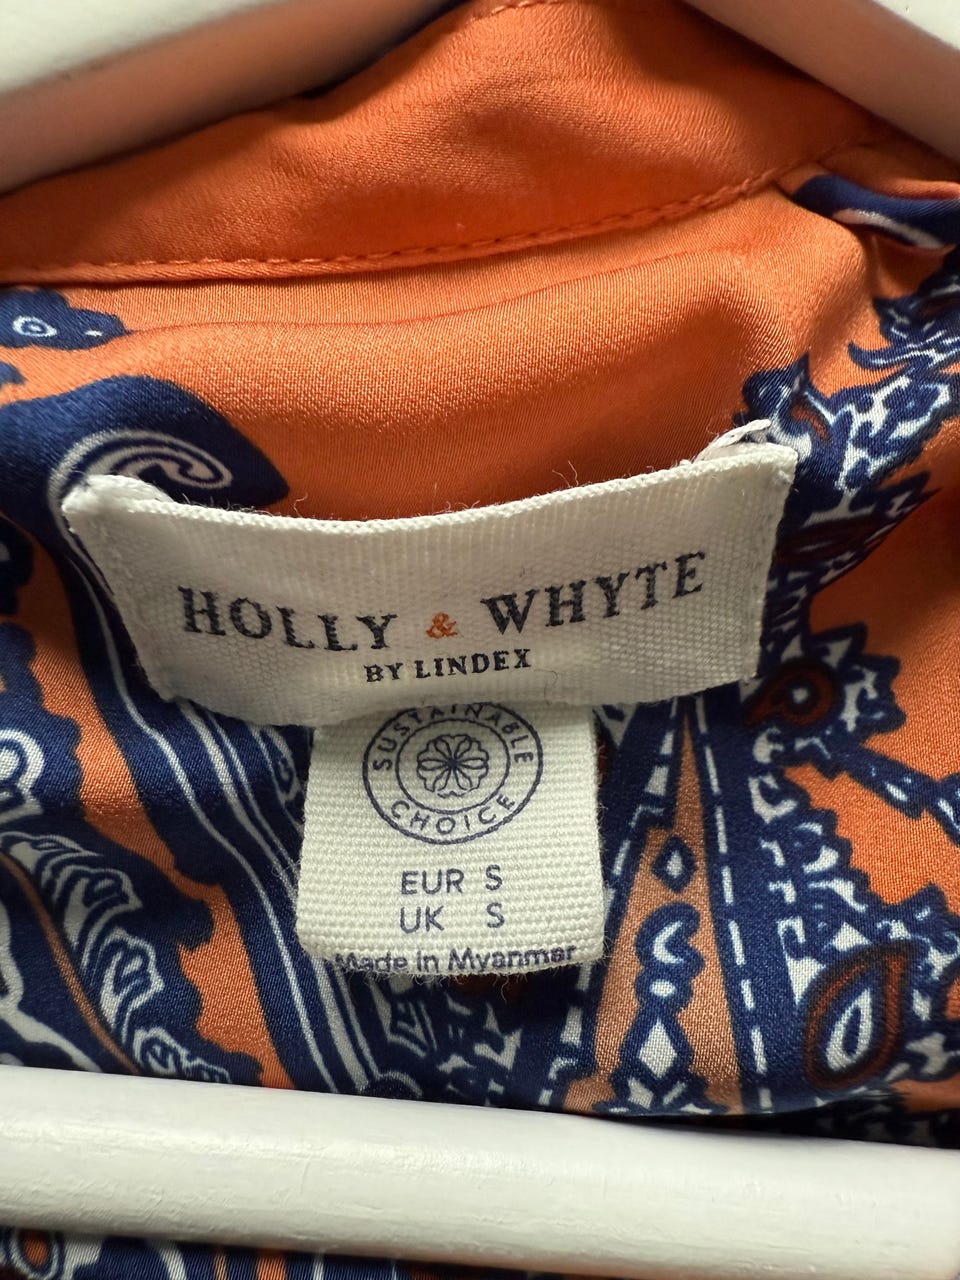 HOLLY & WHYTE
BY LINDEX
SUSTAINABLE
CHOICE
EUR S
UK S
Made in Myanmar